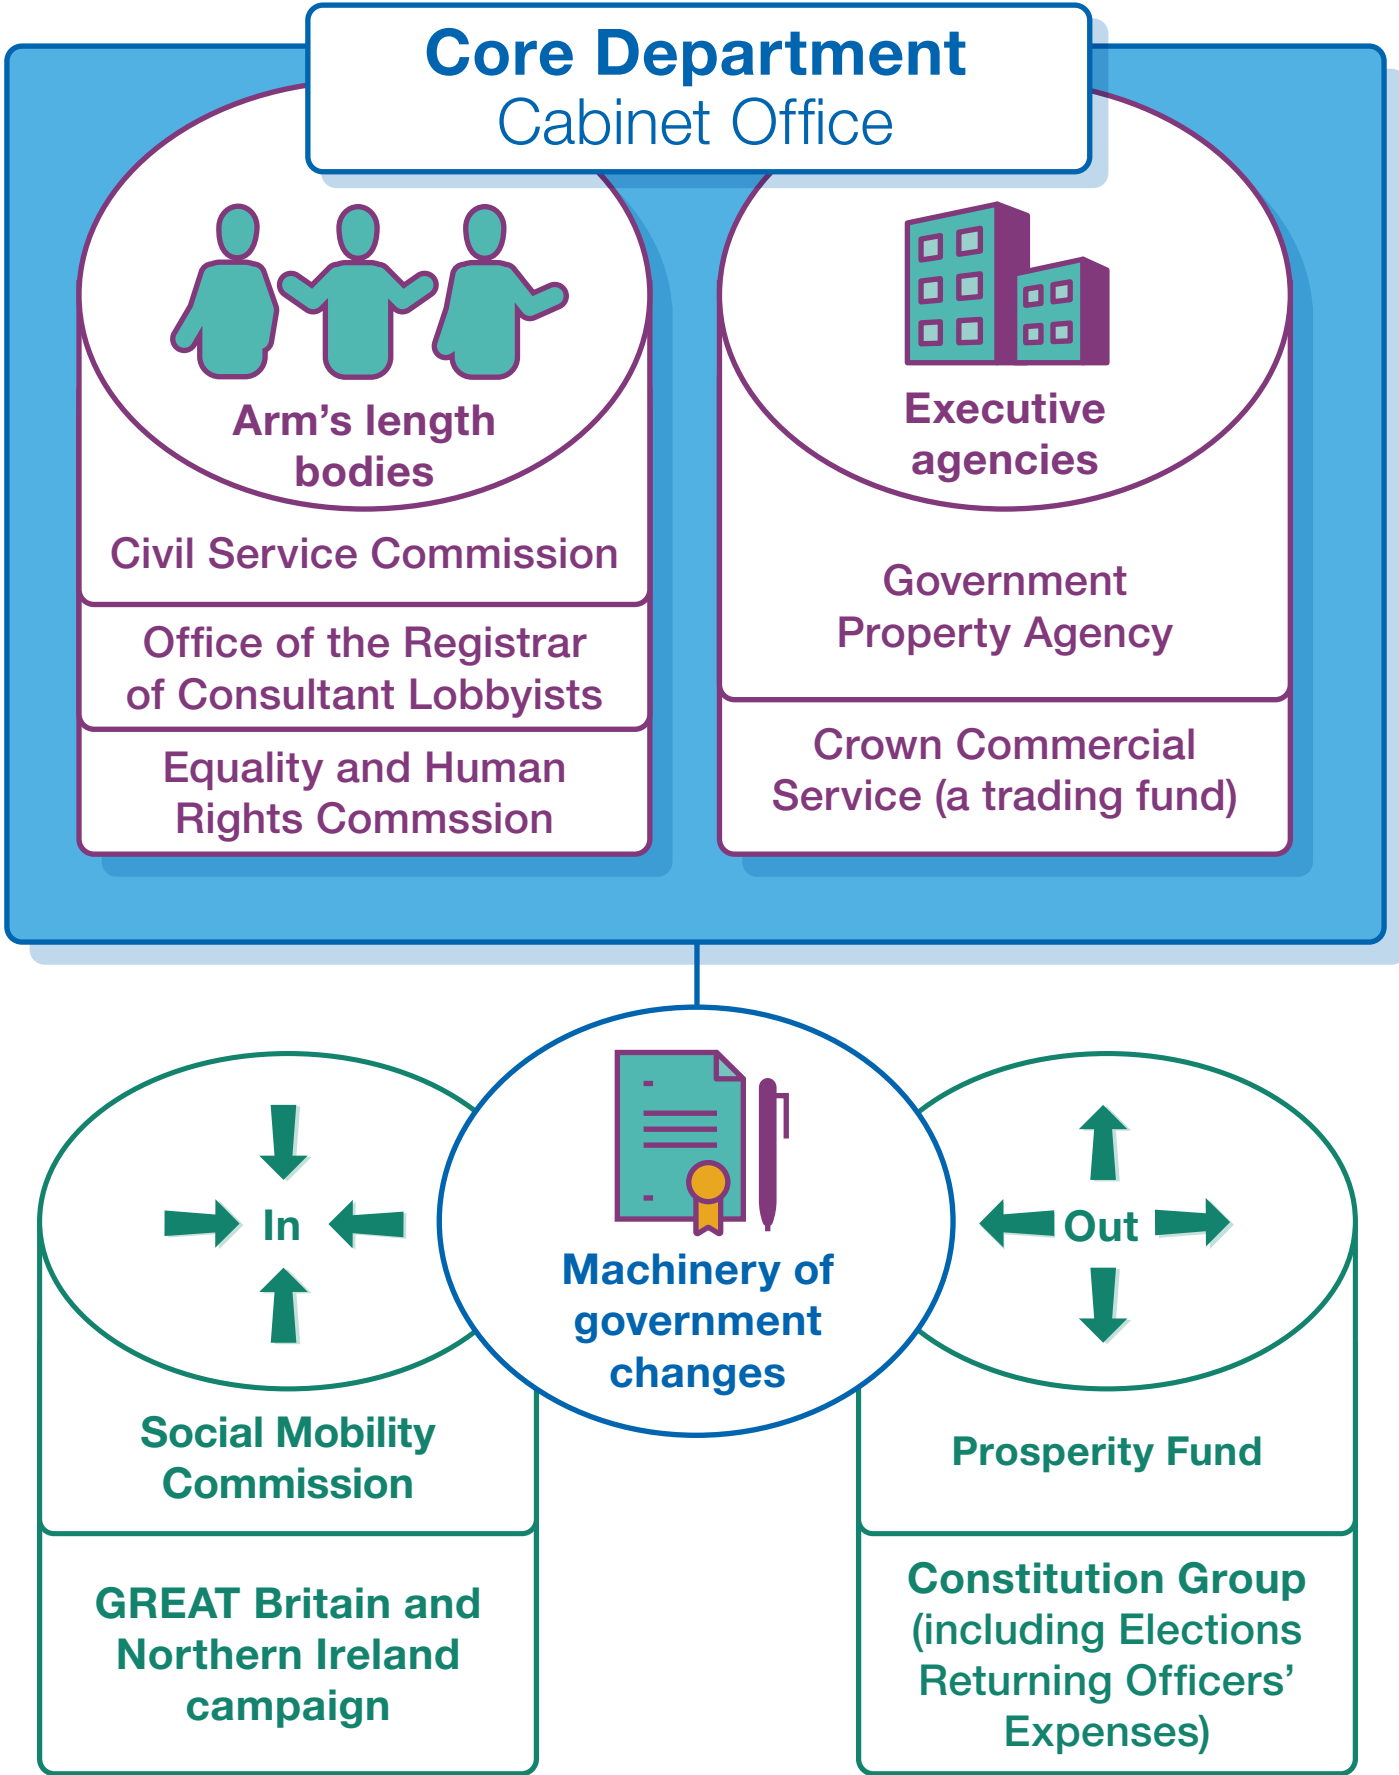 Core Department
Cabinet Office
Arm’s length
bodies
Civil Service Commission
Office of the Registrar
of Consultant Lobbyists
Equality and Human
Rights Commssion
Executive
agencies
Government
Property Agency
Crown Commercial
Service (a trading fund)
Machinery of
government
changes
In
Social Mobility
Commission
GREAT Britain and
Northern Ireland
campaign
Out
Prosperity Fund
Constitution Group
(including Elections
Returning Officers’
Expenses)